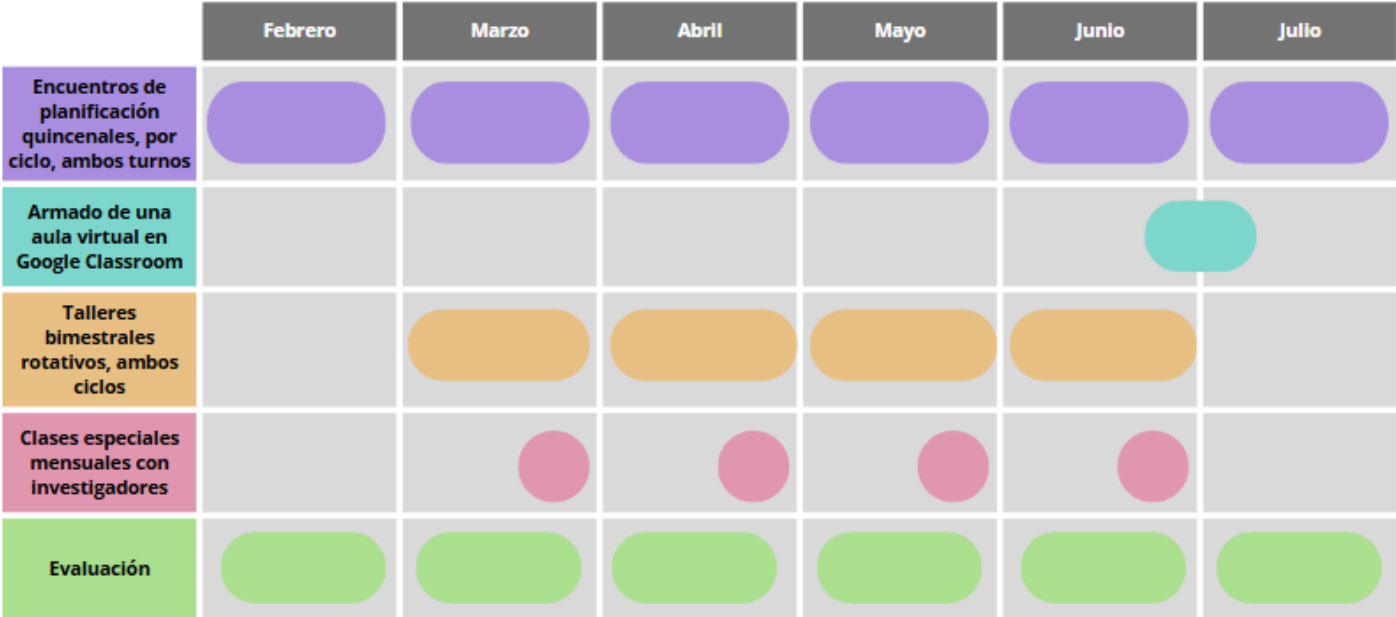 Febrero Marzo Abril Mayo Junio Julio
Encuentros de
planificación
quincenales, por
ciclo, ambos turnos
Armado de una
aula virtual en
Google Classroom
Talleres
bimestrales
rotativos, ambos
ciclos
Clases especiales
mensuales con
investigadores
Evaluación